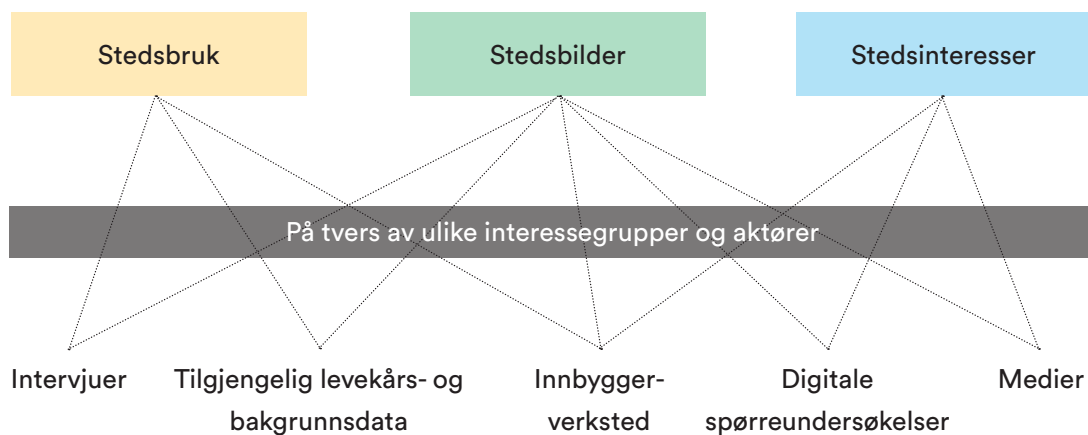 Stedsbruk
Stedsbilder
Stedsinteresser
På tvers av ulike interessegrupper og aktører
Intervjuer
Tilgjengelig levekårs- og
bakgrunnsdata
Innbygger-
verksted
Digitale
spørreundersøkelser
Medier